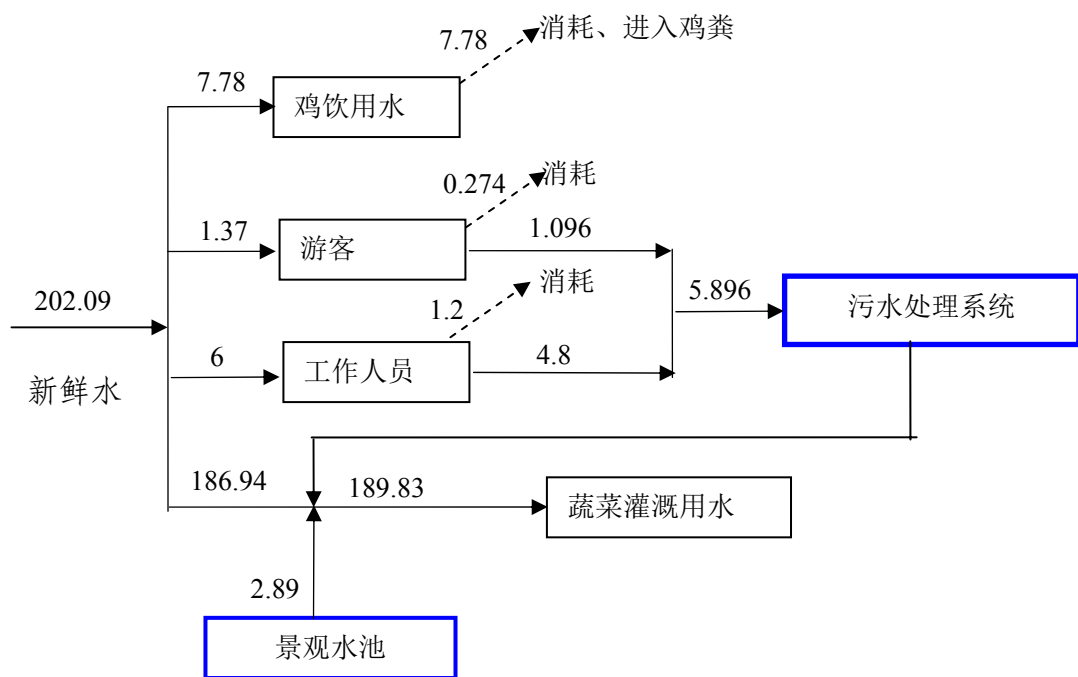 消耗、进入鸡粪
7.78
7.78
鸡饮用水
消耗
0.274
1.37
游客
1.096
消耗
202.09
1.2
5.896
污水处理系统
新鲜水
6
工作人员
4.8
186.94
189.83
蔬菜灌溉用水
2.89
景观水池